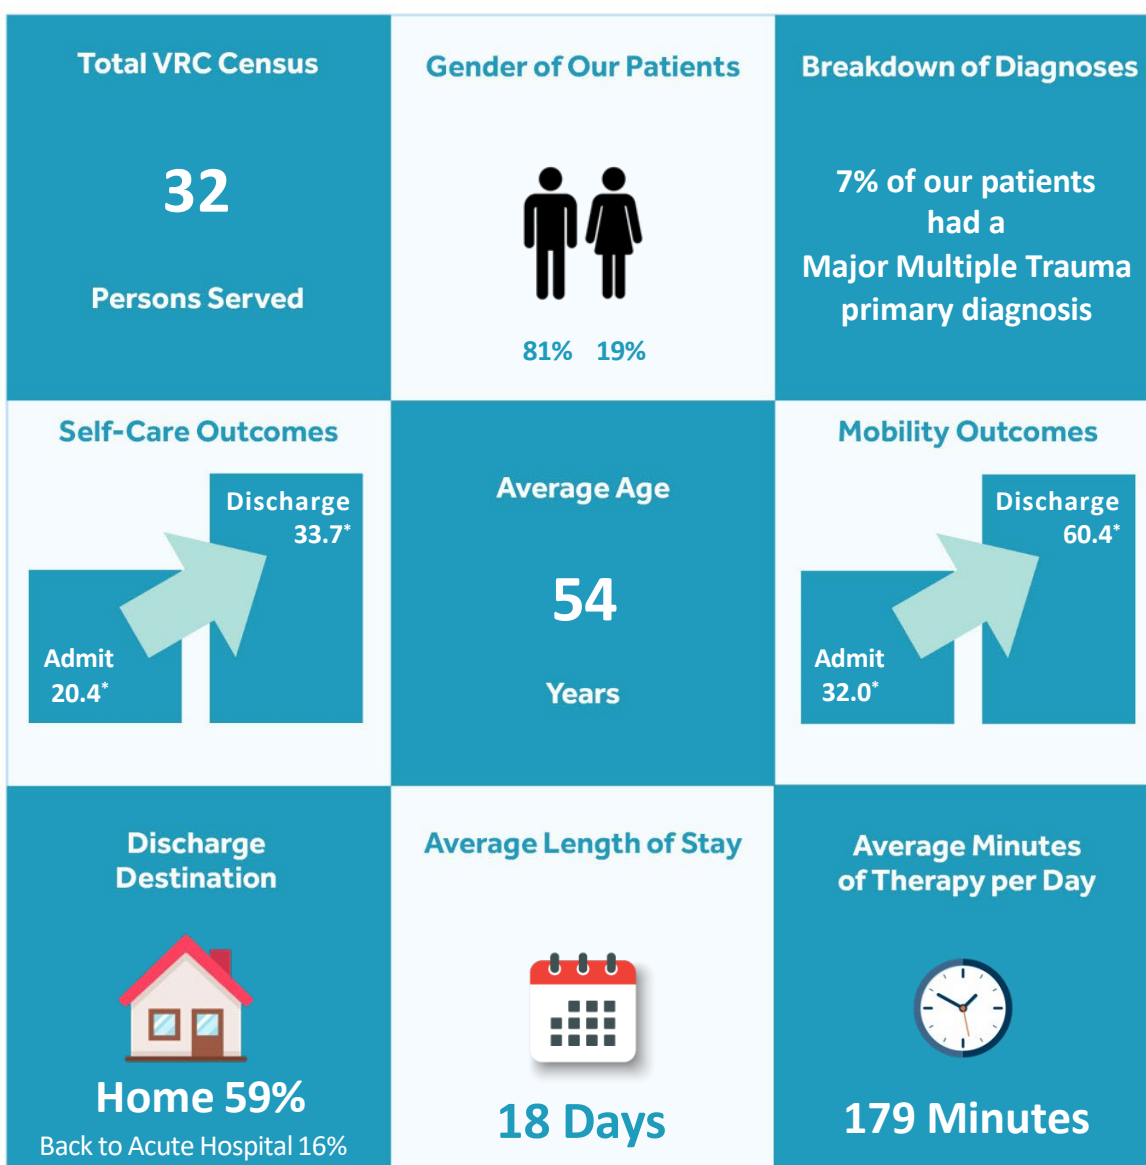 Total VRC Census
32
Persons Served
Gender of Our Patients
81% 19%
Breakdown of Diagnoses
7% of our patients
had a
Major Multiple Trauma
primary diagnosis
Self-Care Outcomes
Discharge
33.7*
Admit
20.4*
Average Age
54
Years
Mobility Outcomes
Discharge
60.4*
Admit
32.0*
Discharge
Destination
Home 59%
Back to Acute Hospital 16%
Average Length of Stay
18 Days
Average Minutes
of Therapy per Day
179 Minutes